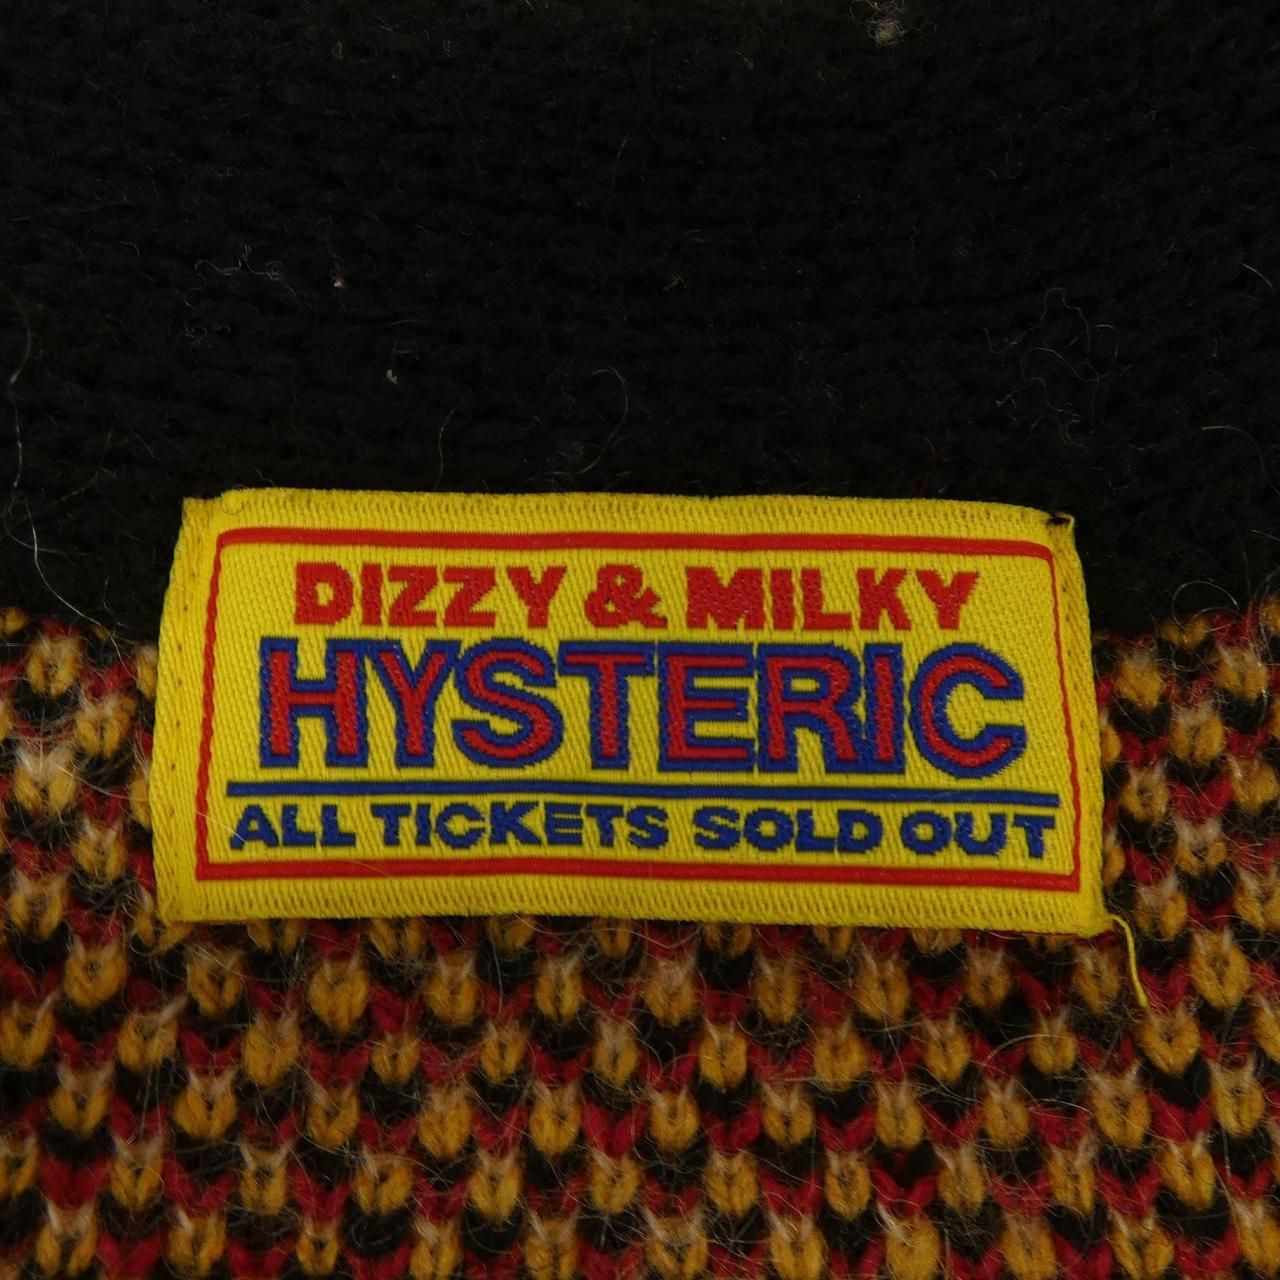 DIZZY & MILKY
HYSTERIC
ALL TICKETS SOLD OUT